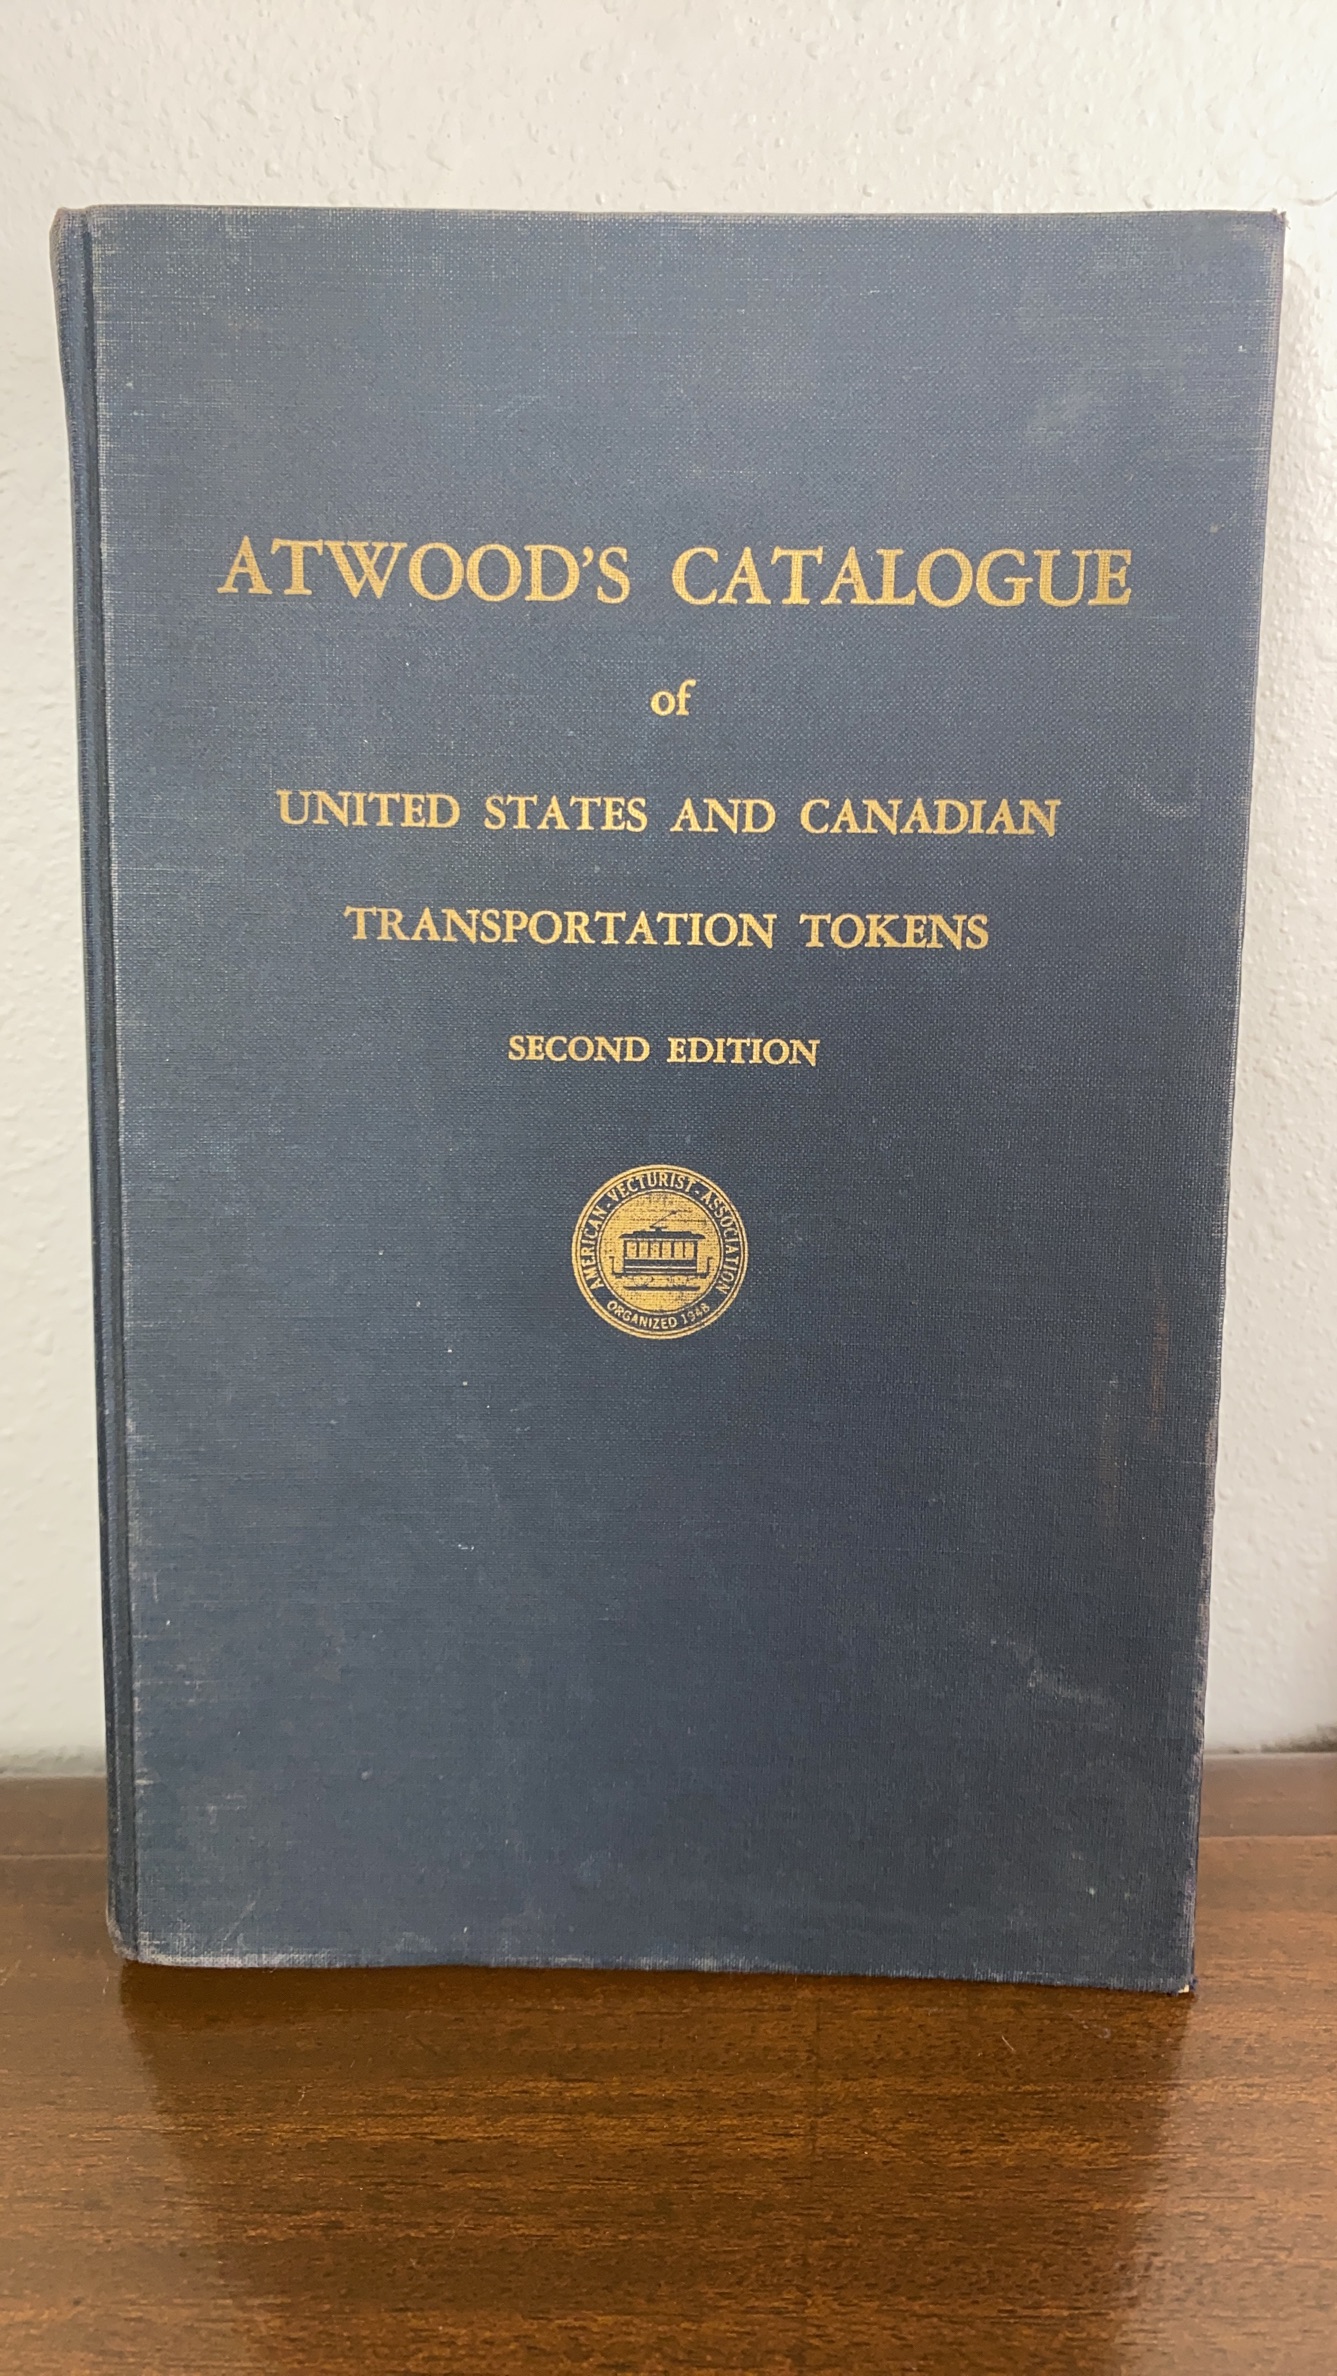 ATWOOD'S CATALOGUE
of
UNITED STATES AND CANADIAN
TRANSPORTATION TOKENS
SECOND EDITION
AMERICAN · VECTURIST · ASSOCIATION
ORGANIZED 1948